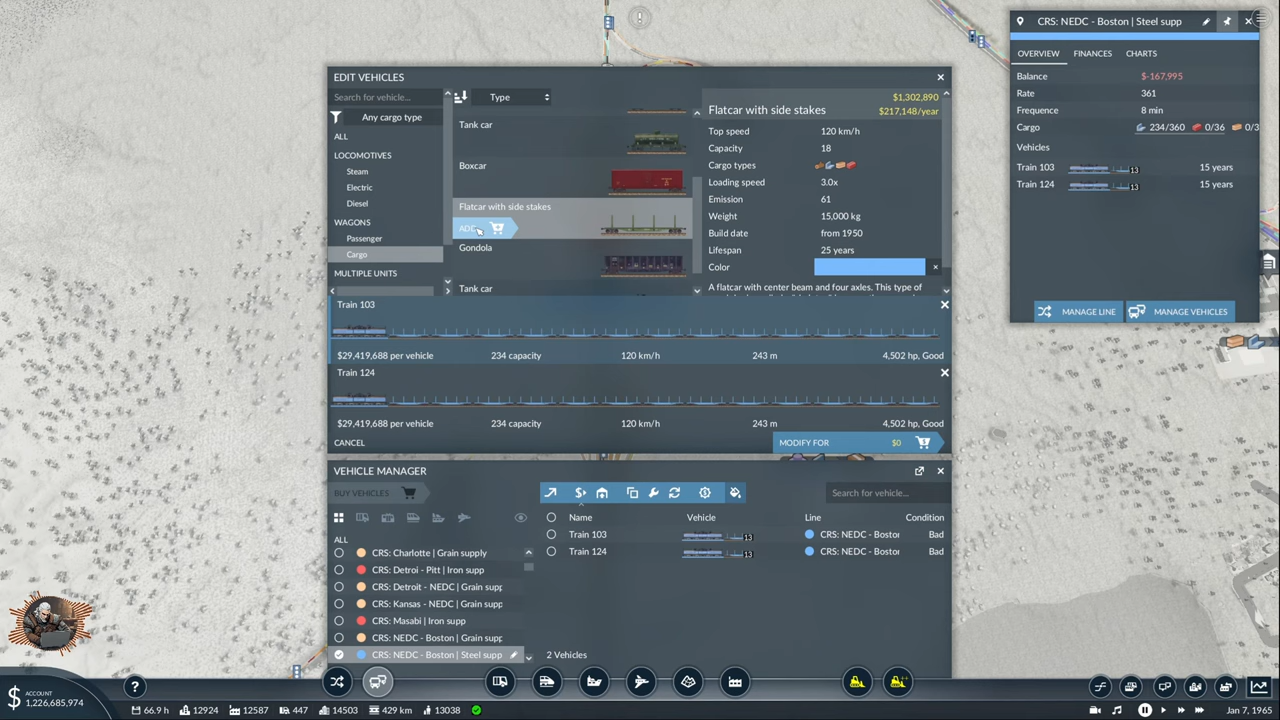 CRS: NEDC - Boston | Steel supp
OVERVIEW FINANCES CHARTS
Balance $-167,995
Rate 361
Frequence 8 min
Cargo 234/360 0/36 0/3
Vehicles
Train 103 13 15 years
Train 124 13 15 years
MANAGE LINE MANAGE VEHICLES
EDIT VEHICLES
Search for vehicle...
Any cargo type
ALL
LOCOMOTIVES
Steam
Electric
Diesel
WAGONS
Passenger
Cargo
MULTIPLE UNITS
Type
Tank car
Boxcar
Flatcar with side stakes
ADD
Gondola
Tank car
$1,302,890
Flatcar with side stakes
$217,148/year
Top speed 120 km/h
Capacity 18
Cargo types
Loading speed 3.0x
Emission 61
Weight 15,000 kg
Build date from 1950
Lifespan 25 years
Color
A flatcar with center beam and four axles. This type of
Train 103
$29,419,688 per vehicle 234 capacity 120 km/h 243 m 4,502 hp, Good
Train 124
$29,419,688 per vehicle 234 capacity 120 km/h 243 m 4,502 hp, Good
CANCEL
MODIFY FOR $0
VEHICLE MANAGER
BUY VEHICLES
Search for vehicle...
Name Vehicle Line Condition
Train 103 13 CRS: NEDC - Bostor Bad
Train 124 13 CRS: NEDC - Bostor Bad
ALL
CRS: Charlotte | Grain supply
CRS: Detroi - Pitt | Iron supp
CRS: Detroit - NEDC | Grain supp
CRS: Kansas - NEDC | Grain supp
CRS: Masabi | Iron supp
CRS: NEDC - Boston | Grain supp
CRS: NEDC - Boston | Steel supp
2 Vehicles
$ ACCOUNT
1,226,685,974
?
66.9 h 12924 12587 447 14503 429 km 13038
Jan 7, 1965